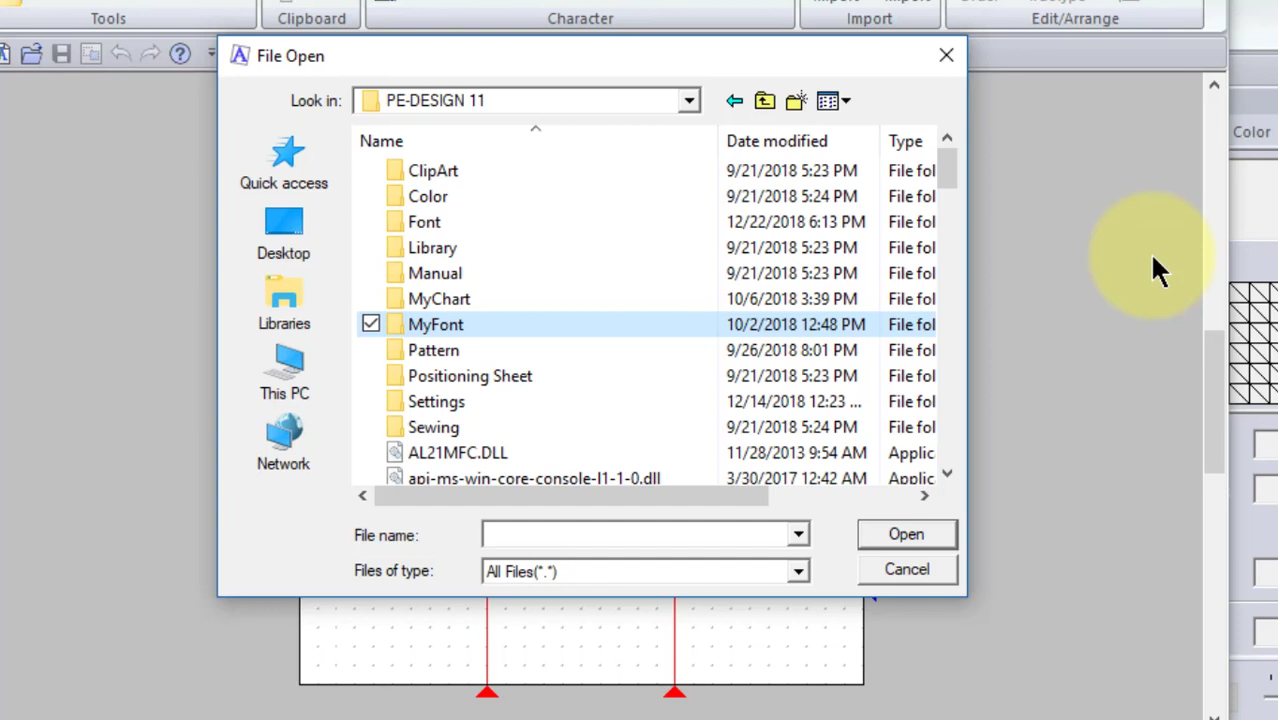 Tools
Clipboard
Character
Import
Edit/Arrange
File Open
Look in: PE-DESIGN 11
Name Date modified Type
ClipArt 9/21/2018 5:23 PM File fol
Color 9/21/2018 5:24 PM File fol
Font 12/22/2018 6:13 PM File fol
Library 9/21/2018 5:23 PM File fol
Manual 9/21/2018 5:23 PM File fol
MyChart 10/6/2018 3:39 PM File fol
MyFont 10/2/2018 12:48 PM File fol
Pattern 9/26/2018 8:01 PM File fol
Positioning Sheet 9/21/2018 5:23 PM File fol
Settings 12/14/2018 12:23 ... File fol
Sewing 9/21/2018 5:24 PM File fol
AL21MFC.DLL 11/28/2013 9:54 AM Applic
api-ms-win-core-console-l1-1-0.dll 3/30/2017 12:42 AM Applic
Quick access
Desktop
Libraries
This PC
Network
File name:
Open
Files of type: All Files(*.*)
Cancel
Color